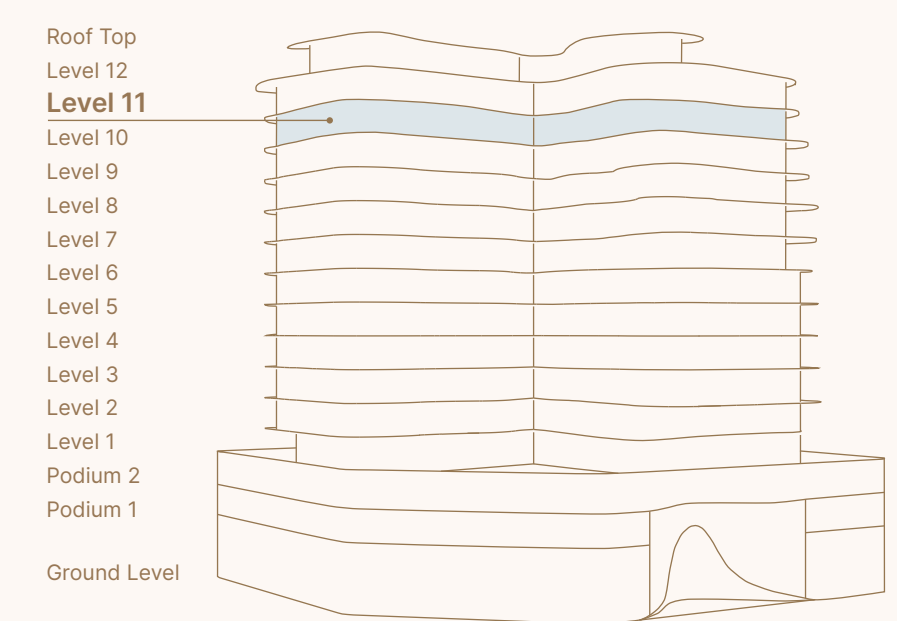 Roof Top
Level 12
Level 11
Level 10
Level 9
Level 8
Level 7
Level 6
Level 5
Level 4
Level 3
Level 2
Level 1
Podium 2
Podium 1
Ground Level